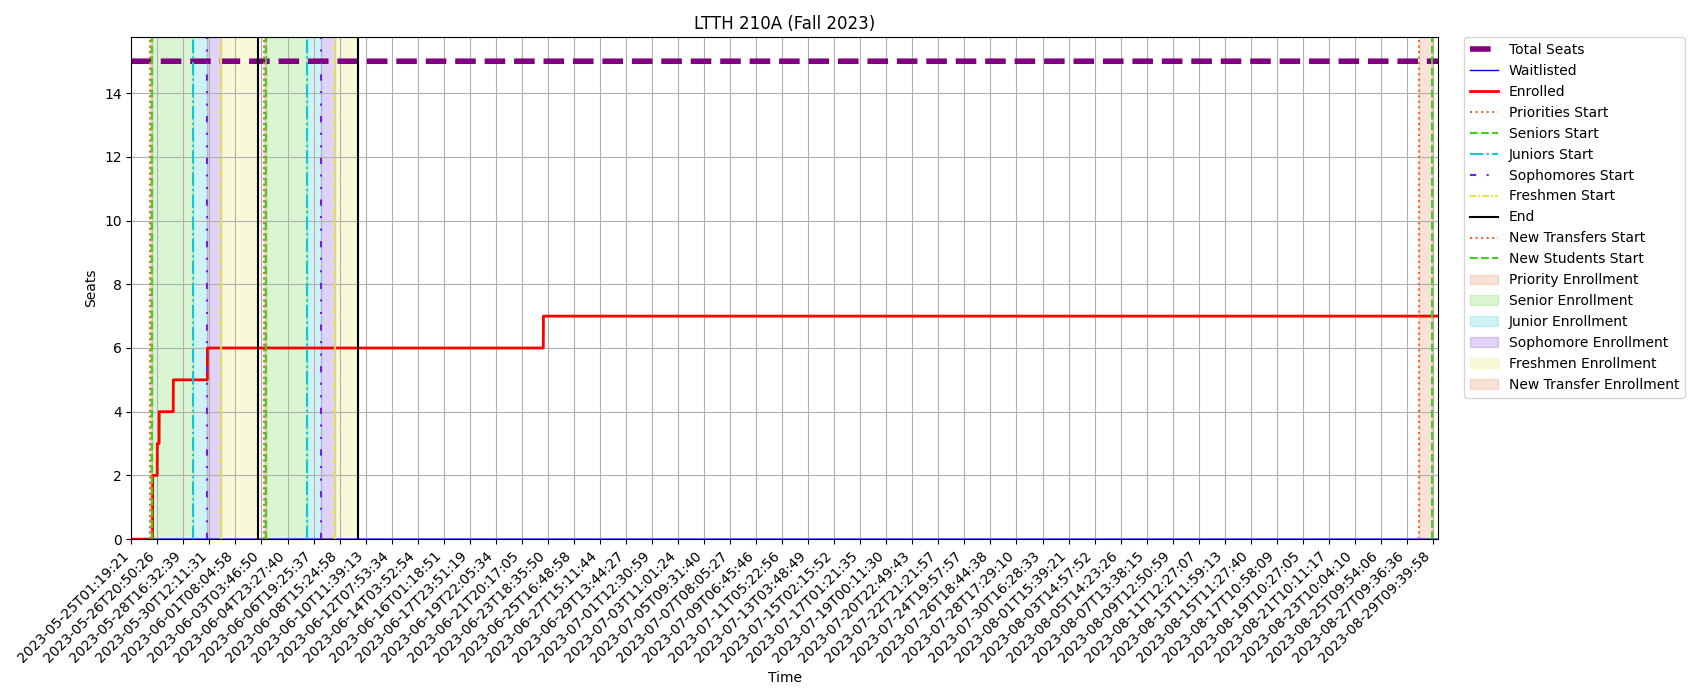 LTTH 210A (Fall 2023)
Seats
14
12
10
8
6
4
2
0
2023-05-25T01:19:21
2023-05-26T20:50:26
2023-05-28T16:32:39
2023-05-30T12:11:31
2023-06-01T08:04:58
2023-06-03T03:46:50
2023-06-04T23:27:40
2023-06-06T19:25:37
2023-06-08T15:24:58
2023-06-10T11:39:13
2023-06-12T07:53:34
2023-06-14T03:52:54
2023-06-16T01:18:51
2023-06-17T23:51:19
2023-06-19T22:05:34
2023-06-21T20:17:05
2023-06-23T18:35:50
2023-06-25T16:48:58
2023-06-27T15:11:44
2023-06-29T13:44:27
2023-07-01T12:30:59
2023-07-03T11:01:24
2023-07-05T09:31:40
2023-07-07T08:05:27
2023-07-09T06:45:46
2023-07-11T05:22:56
2023-07-13T03:48:49
2023-07-15T02:15:52
2023-07-17T01:21:35
2023-07-19T00:11:30
2023-07-20T22:49:43
2023-07-22T21:21:57
2023-07-24T19:57:57
2023-07-26T18:44:38
2023-07-28T17:29:10
2023-07-30T16:28:33
2023-08-01T15:39:21
2023-08-03T14:57:52
2023-08-05T14:23:26
2023-08-07T13:38:15
2023-08-09T12:50:59
2023-08-11T12:27:07
2023-08-13T11:59:13
2023-08-15T11:27:40
2023-08-17T10:58:09
2023-08-19T10:27:05
2023-08-21T10:11:17
2023-08-23T10:04:10
2023-08-25T09:54:06
2023-08-27T09:36:36
2023-08-29T09:39:58
Time
Total Seats
Waitlisted
Enrolled
Priorities Start
Seniors Start
Juniors Start
Sophomores Start
Freshmen Start
End
New Transfers Start
New Students Start
Priority Enrollment
Senior Enrollment
Junior Enrollment
Sophomore Enrollment
Freshmen Enrollment
New Transfer Enrollment